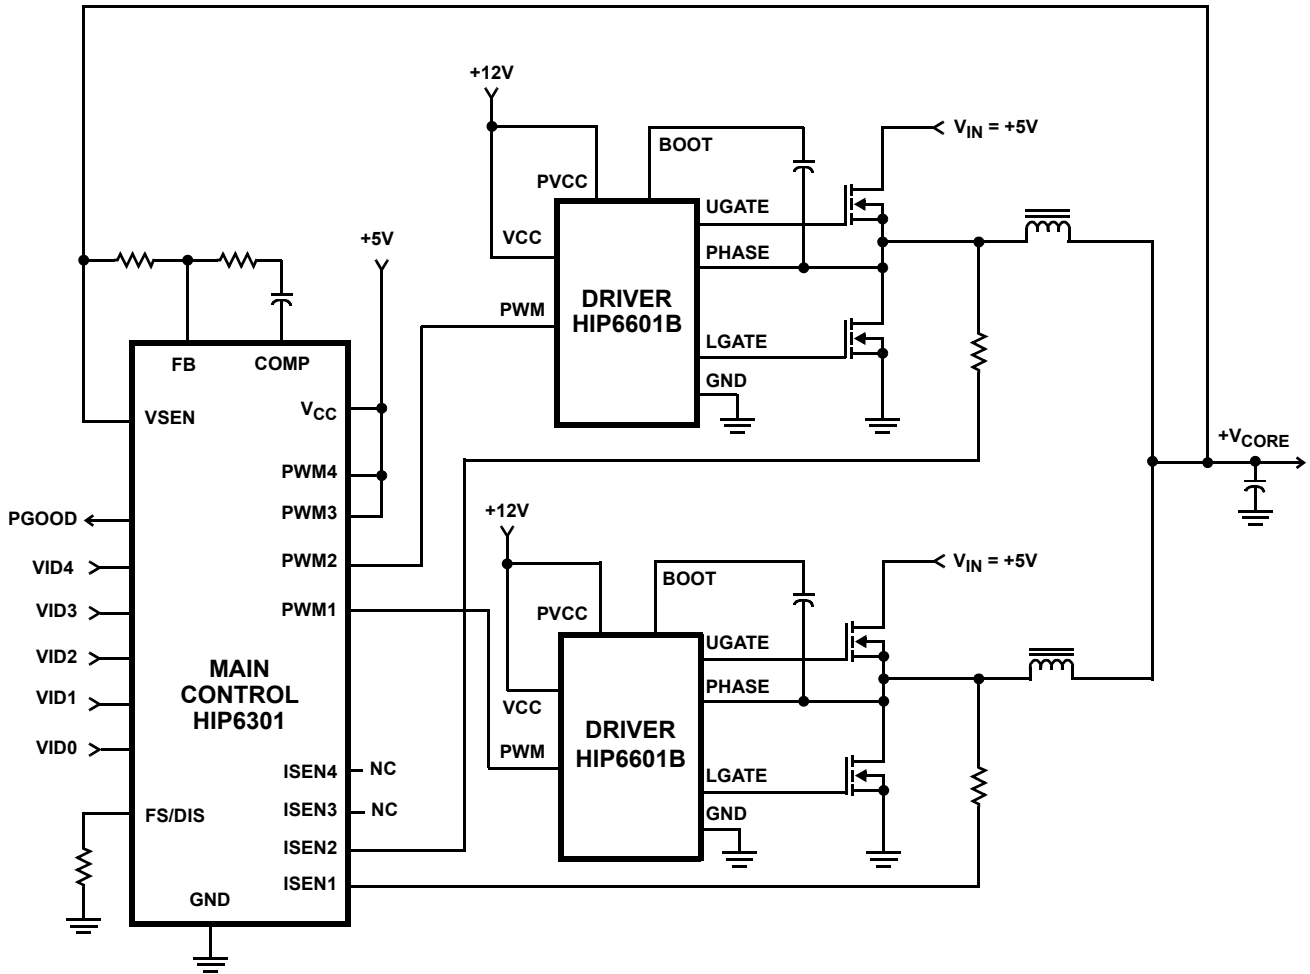 +12V
V_IN = +5V
BOOT
PVCC
UGATE
VCC
+5V
PHASE
DRIVER
HIP6601B
PWM
LGATE
GND
FB
COMP
VSEN
V_CC
+V_CORE
PWM4
PWM3
PGOOD
+12V
PWM2
V_IN = +5V
VID4
BOOT
VID3
PWM1
PVCC
UGATE
VID2
MAIN
CONTROL
HIP6301
PHASE
VID1
VCC
DRIVER
HIP6601B
VID0
PWM
ISEN4
NC
LGATE
ISEN3
NC
FS/DIS
GND
ISEN2
ISEN1
GND